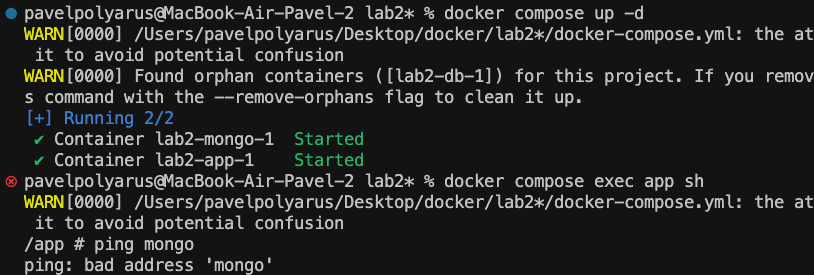 pavelpolyarus@MacBook-Air-Pavel-2 lab2* % docker compose up -d
WARN[0000] /Users/pavelpolyarus/Desktop/docker/lab2*/docker-compose.yml: the at
it to avoid potential confusion
WARN[0000] Found orphan containers ([lab2-db-1]) for this project. If you remov
s command with the --remove-orphans flag to clean it up.
[+] Running 2/2
✔ Container lab2-mongo-1  Started
✔ Container lab2-app-1    Started
pavelpolyarus@MacBook-Air-Pavel-2 lab2* % docker compose exec app sh
WARN[0000] /Users/pavelpolyarus/Desktop/docker/lab2*/docker-compose.yml: the at
it to avoid potential confusion
/app # ping mongo
ping: bad address 'mongo'